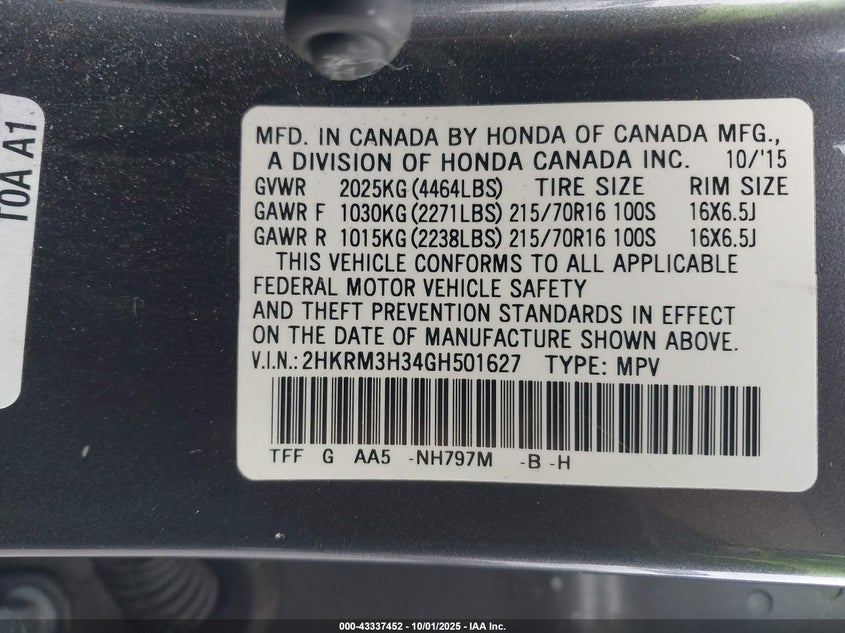 TOA A1
MFD. IN CANADA BY HONDA OF CANADA MFG.,
A DIVISION OF HONDA CANADA INC. 10/'15
GVWR 2025KG(4464LBS) TIRE SIZE RIM SIZE
GAWR F 1030KG(2271LBS) 215/70R16 100S 16X6.5J
GAWR R 1015KG(2238LBS) 215/70R16 100S 16X6.5J
THIS VEHICLE CONFORMS TO ALL APPLICABLE
FEDERAL MOTOR VEHICLE SAFETY
AND THEFT PREVENTION STANDARDS IN EFFECT
ON THE DATE OF MANUFACTURE SHOWN ABOVE.
V.I.N.: 2HKRM3H34GH501627 TYPE: MPV
TFF G AA5 -NH797M -B -H
000-43337452 - 10/01/2025 - IAA Inc.